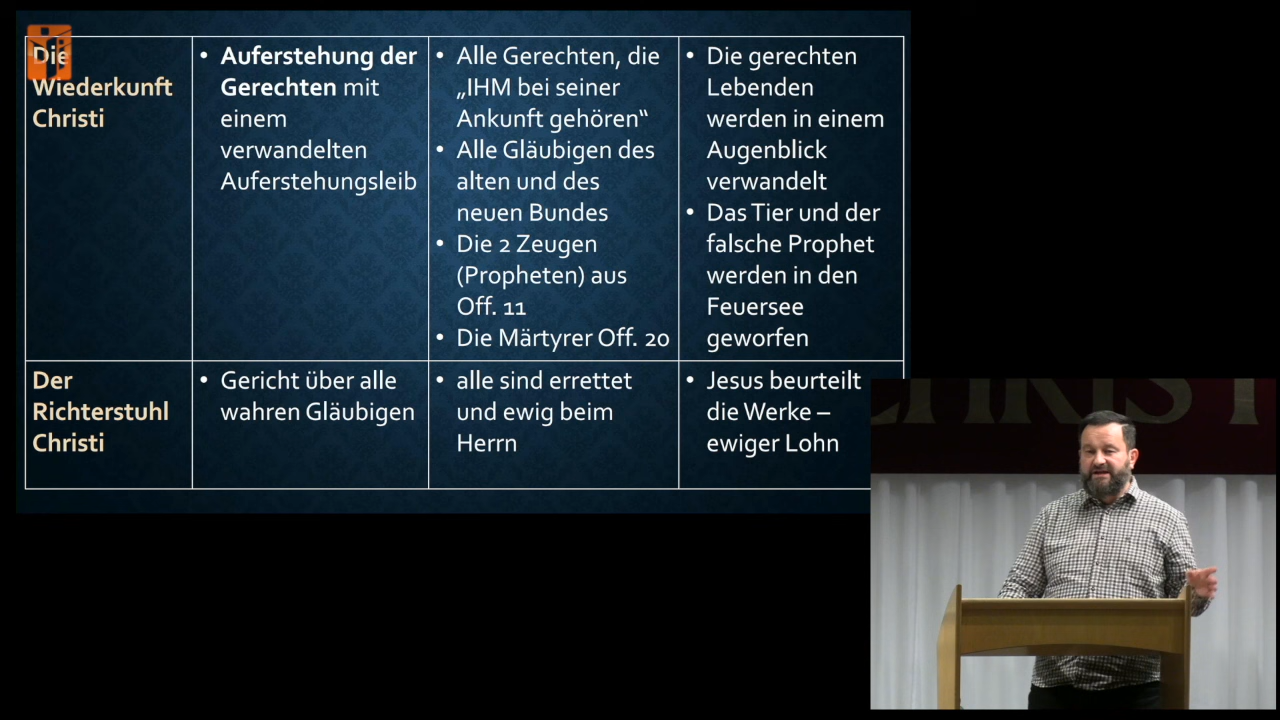 Die
Wiederkunft
Christi
• Auferstehung der
Gerechten mit
einem
verwandelten
Auferstehungsleib
• Alle Gerechten, die
„IHM bei seiner
Ankunft gehören“
• Alle Gläubigen des
alten und des
neuen Bundes
• Die 2 Zeugen
(Propheten) aus
Off. 11
• Die Märtyrer Off. 20
• Die gerechten
Lebenden
werden in einem
Augenblick
verwandelt
• Das Tier und der
falsche Prophet
werden in den
Feuersee
geworfen
Der
Richterstuhl
Christi
• Gericht über alle
wahren Gläubigen
• alle sind errettet
und ewig beim
Herrn
• Jesus beurteilt
die Werke –
ewiger Lohn
CHRIST